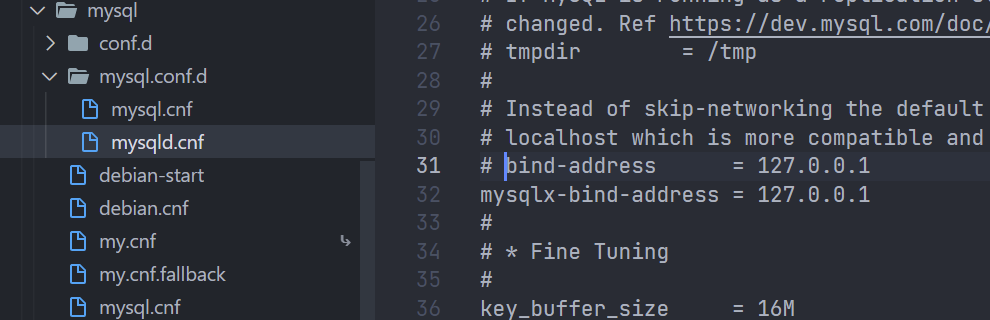 mysql
conf.d
mysql.conf.d
mysql.cnf
mysqld.cnf
debian-start
debian.cnf
my.cnf
my.cnf.fallback
mysql.cnf
26 # changed. Ref https://dev.mysql.com/doc/
27 # tmpdir = /tmp
28 #
29 # Instead of skip-networking the default
30 # localhost which is more compatible and
31 # bind-address = 127.0.0.1
32 mysqlx-bind-address = 127.0.0.1
33 #
34 # * Fine Tuning
35 #
36 key_buffer_size = 16M